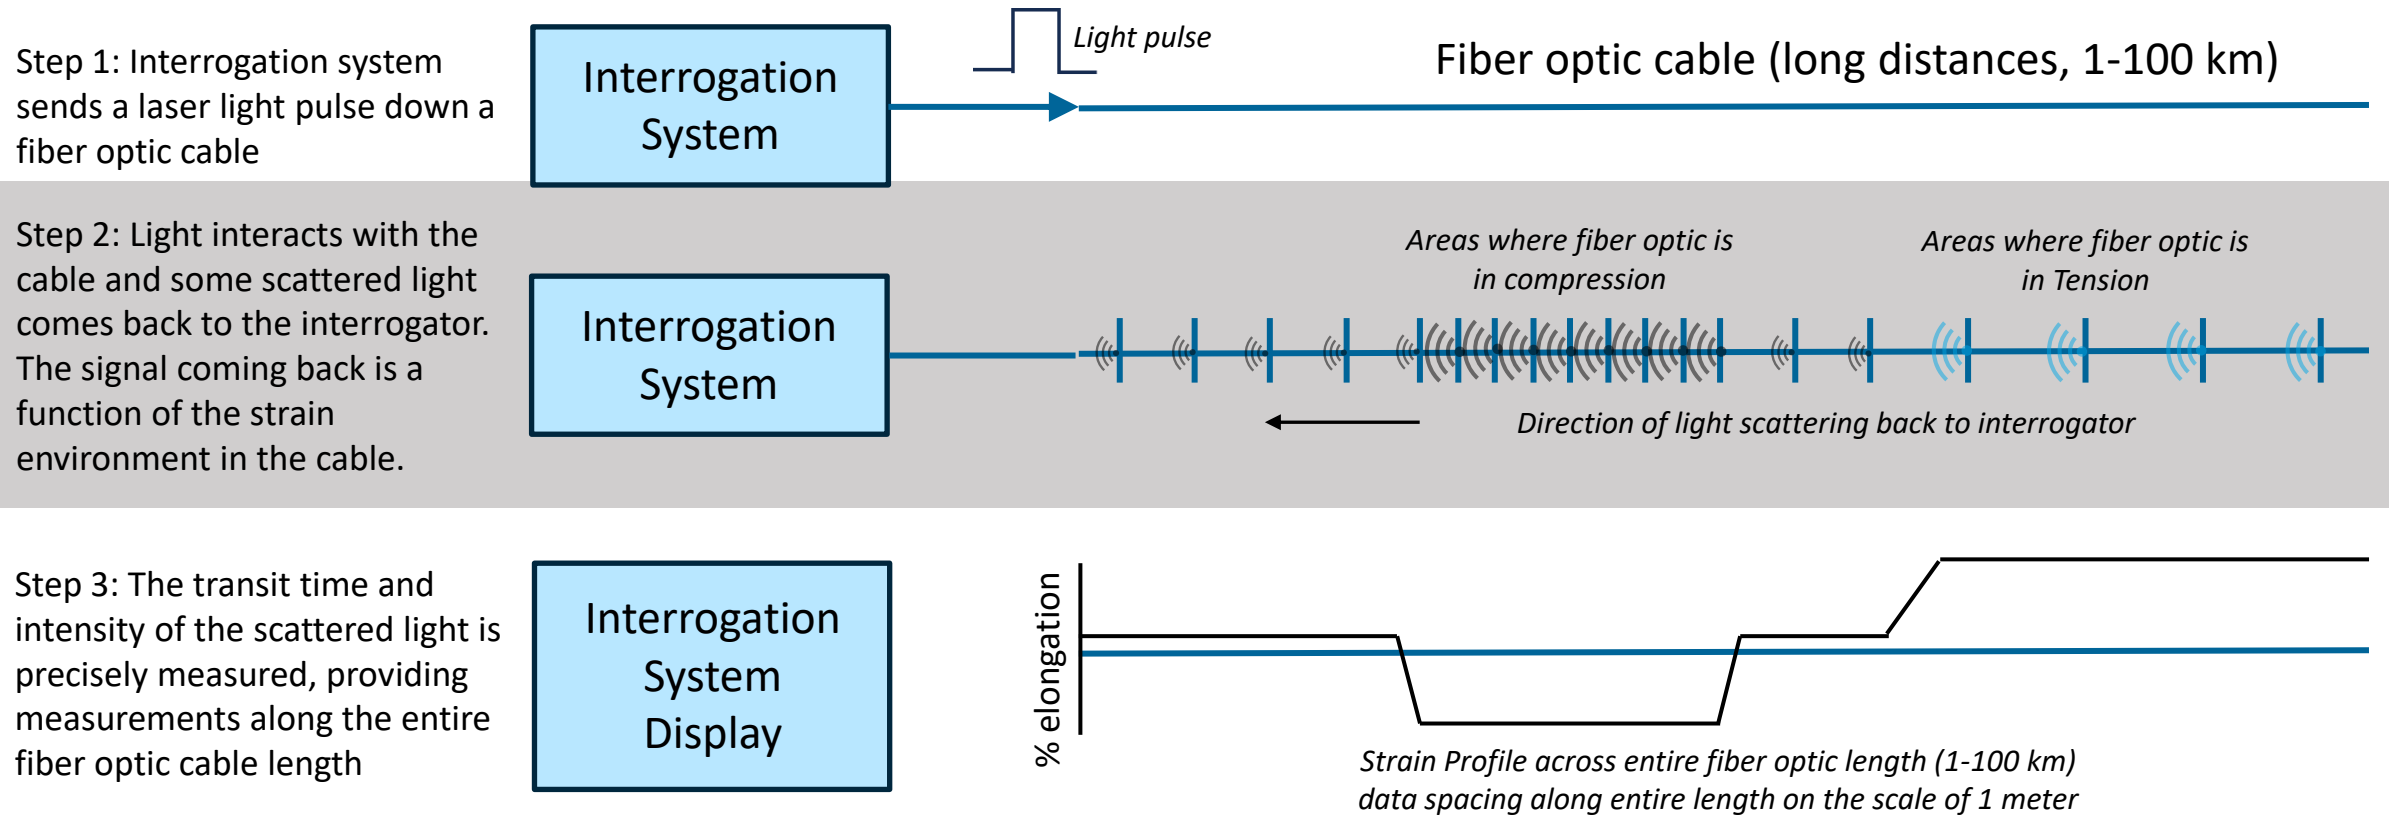 Step 1: Interrogation system
sends a laser light pulse down a
fiber optic cable
Interrogation
System
Light pulse
Fiber optic cable (long distances, 1-100 km)
Step 2: Light interacts with the
cable and some scattered light
comes back to the interrogator.
The signal coming back is a
function of the strain
environment in the cable.
Interrogation
System
Areas where fiber optic is
in compression
Areas where fiber optic is
in Tension
Direction of light scattering back to interrogator
Step 3: The transit time and
intensity of the scattered light is
precisely measured, providing
measurements along the entire
fiber optic cable length
Interrogation
System
Display
% elongation
Strain Profile across entire fiber optic length (1-100 km)
data spacing along entire length on the scale of 1 meter